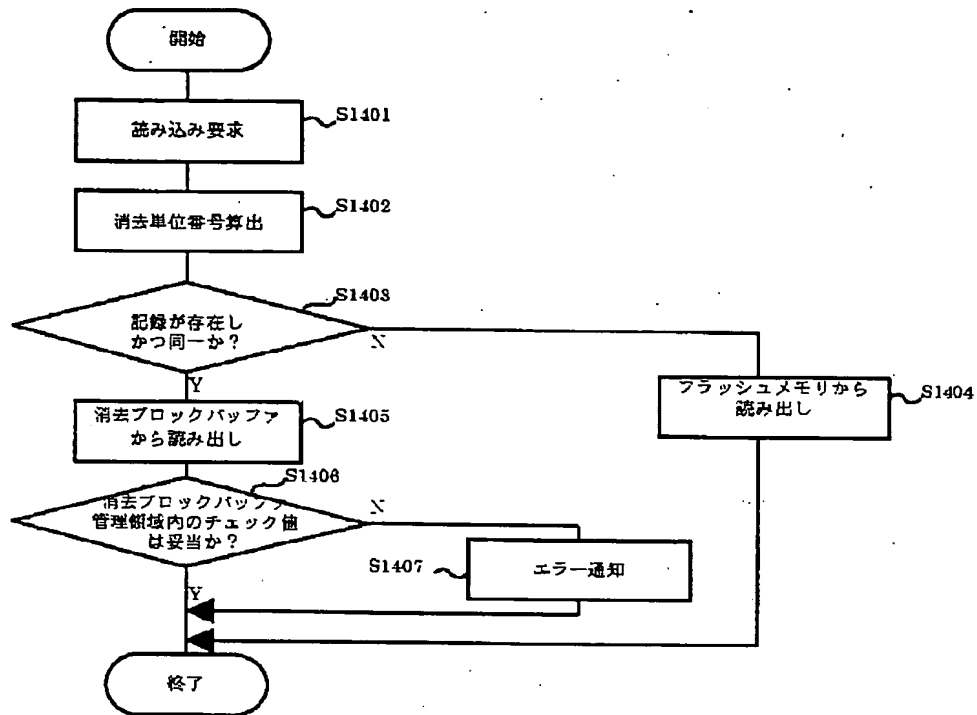 開始
読み込み要求
S1401
消去単位番号算出
S1402
S1403
記録が存在し
かつ同一か？
N
Y
フラッシュメモリから
読み出し
S1404
消去ブロックバッファ
から読み出し
S1405
S1406
消去ブロックバッファ
管理領域内のチェック値
は妥当か？
N
Y
S1407
エラー通知
終了